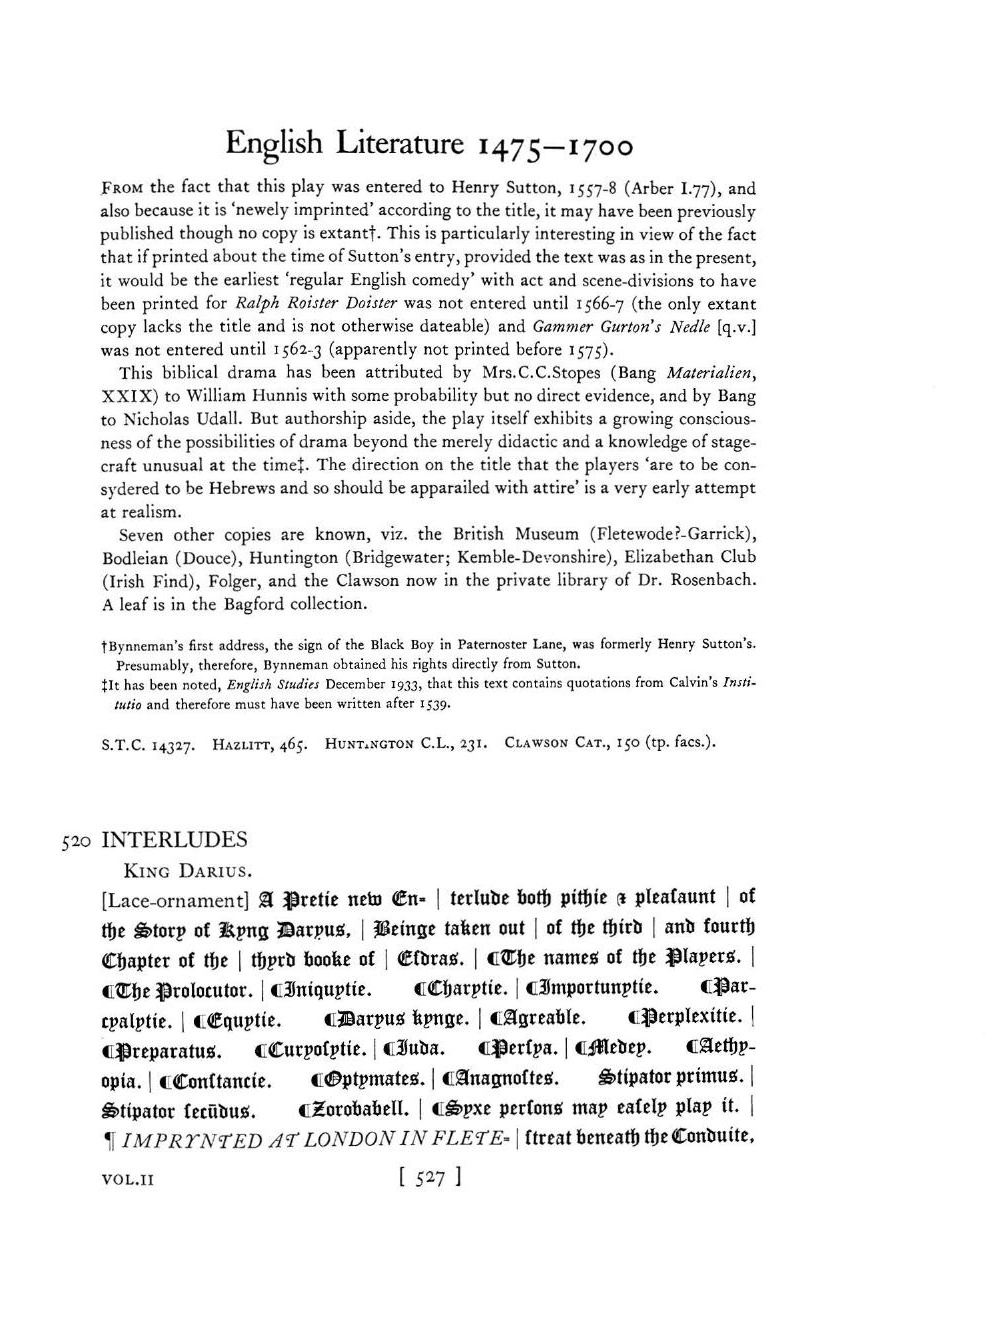 English Literature 1475—1700
FROM the fact that this play was entered to Henry Sutton, 1557-8 (Arber I.77), and
also because it is ‘newely imprinted’ according to the title, it may have been previously
published though no copy is extant†. This is particularly interesting in view of the fact
that if printed about the time of Sutton's entry, provided the text was as in the present,
it would be the earliest ‘regular English comedy’ with act and scene-divisions to have
been printed for Ralph Roister Doister was not entered until 1566-7 (the only extant
copy lacks the title and is not otherwise dateable) and Gammer Gurton's Nedle [q.v.]
was not entered until 1562-3 (apparently not printed before 1575).
This biblical drama has been attributed by Mrs.C.C.Stopes (Bang Materialien,
XXIX) to William Hunnis with some probability but no direct evidence, and by Bang
to Nicholas Udall. But authorship aside, the play itself exhibits a growing conscious-
ness of the possibilities of drama beyond the merely didactic and a knowledge of stage-
craft unusual at the time‡. The direction on the title that the players ‘are to be con-
sydered to be Hebrews and so should be apparailed with attire’ is a very early attempt
at realism.
Seven other copies are known, viz. the British Museum (Fletewode?-Garrick),
Bodleian (Douce), Huntington (Bridgewater; Kemble-Devonshire), Elizabethan Club
(Irish Find), Folger, and the Clawson now in the private library of Dr. Rosenbach.
A leaf is in the Bagford collection.
†Bynneman's first address, the sign of the Black Boy in Paternoster Lane, was formerly Henry Sutton's.
Presumably, therefore, Bynneman obtained his rights directly from Sutton.
‡It has been noted, English Studies December 1933, that this text contains quotations from Calvin's Insti-
tutio and therefore must have been written after 1539.
S.T.C. 14327. HAZLITT, 465. HUNTINGTON C.L., 231. CLAWSON CAT., 150 (tp. facs.).
520 INTERLUDES
KING DARIUS.
[Lace-ornament] A Pretie new En- | terlude both pithie ⁊ pleaſaunt | of
the Story of Kyng Daryus, | Beinge taken out | of the third | and fourth
Chapter of the | thyrd booke of | Eſdras. | ¶The names of the Players. |
¶The Prolocutor. | ¶Iniquytie. ¶Charytie. | ¶Importunytie. ¶Par-
cyalytie. | ¶Equytie. ¶Daryus kynge. | ¶Agreable. ¶Perplexitie. |
¶Preparatus. ¶Curyoſytie. | ¶Juda. ¶Perſya. | ¶Medey. ¶Aethy-
opia. | ¶Conſtancie. ¶Optymates. | ¶Anagnoſtes. Stipator primus. |
Stipator ſecūdus. ¶Zorobabell. | ¶Syxe perſons may eaſely play it. |
¶ IMPRYNTED AT LONDON IN FLETE- | ſtreat beneath the Conduite,
VOL.II [ 527 ]